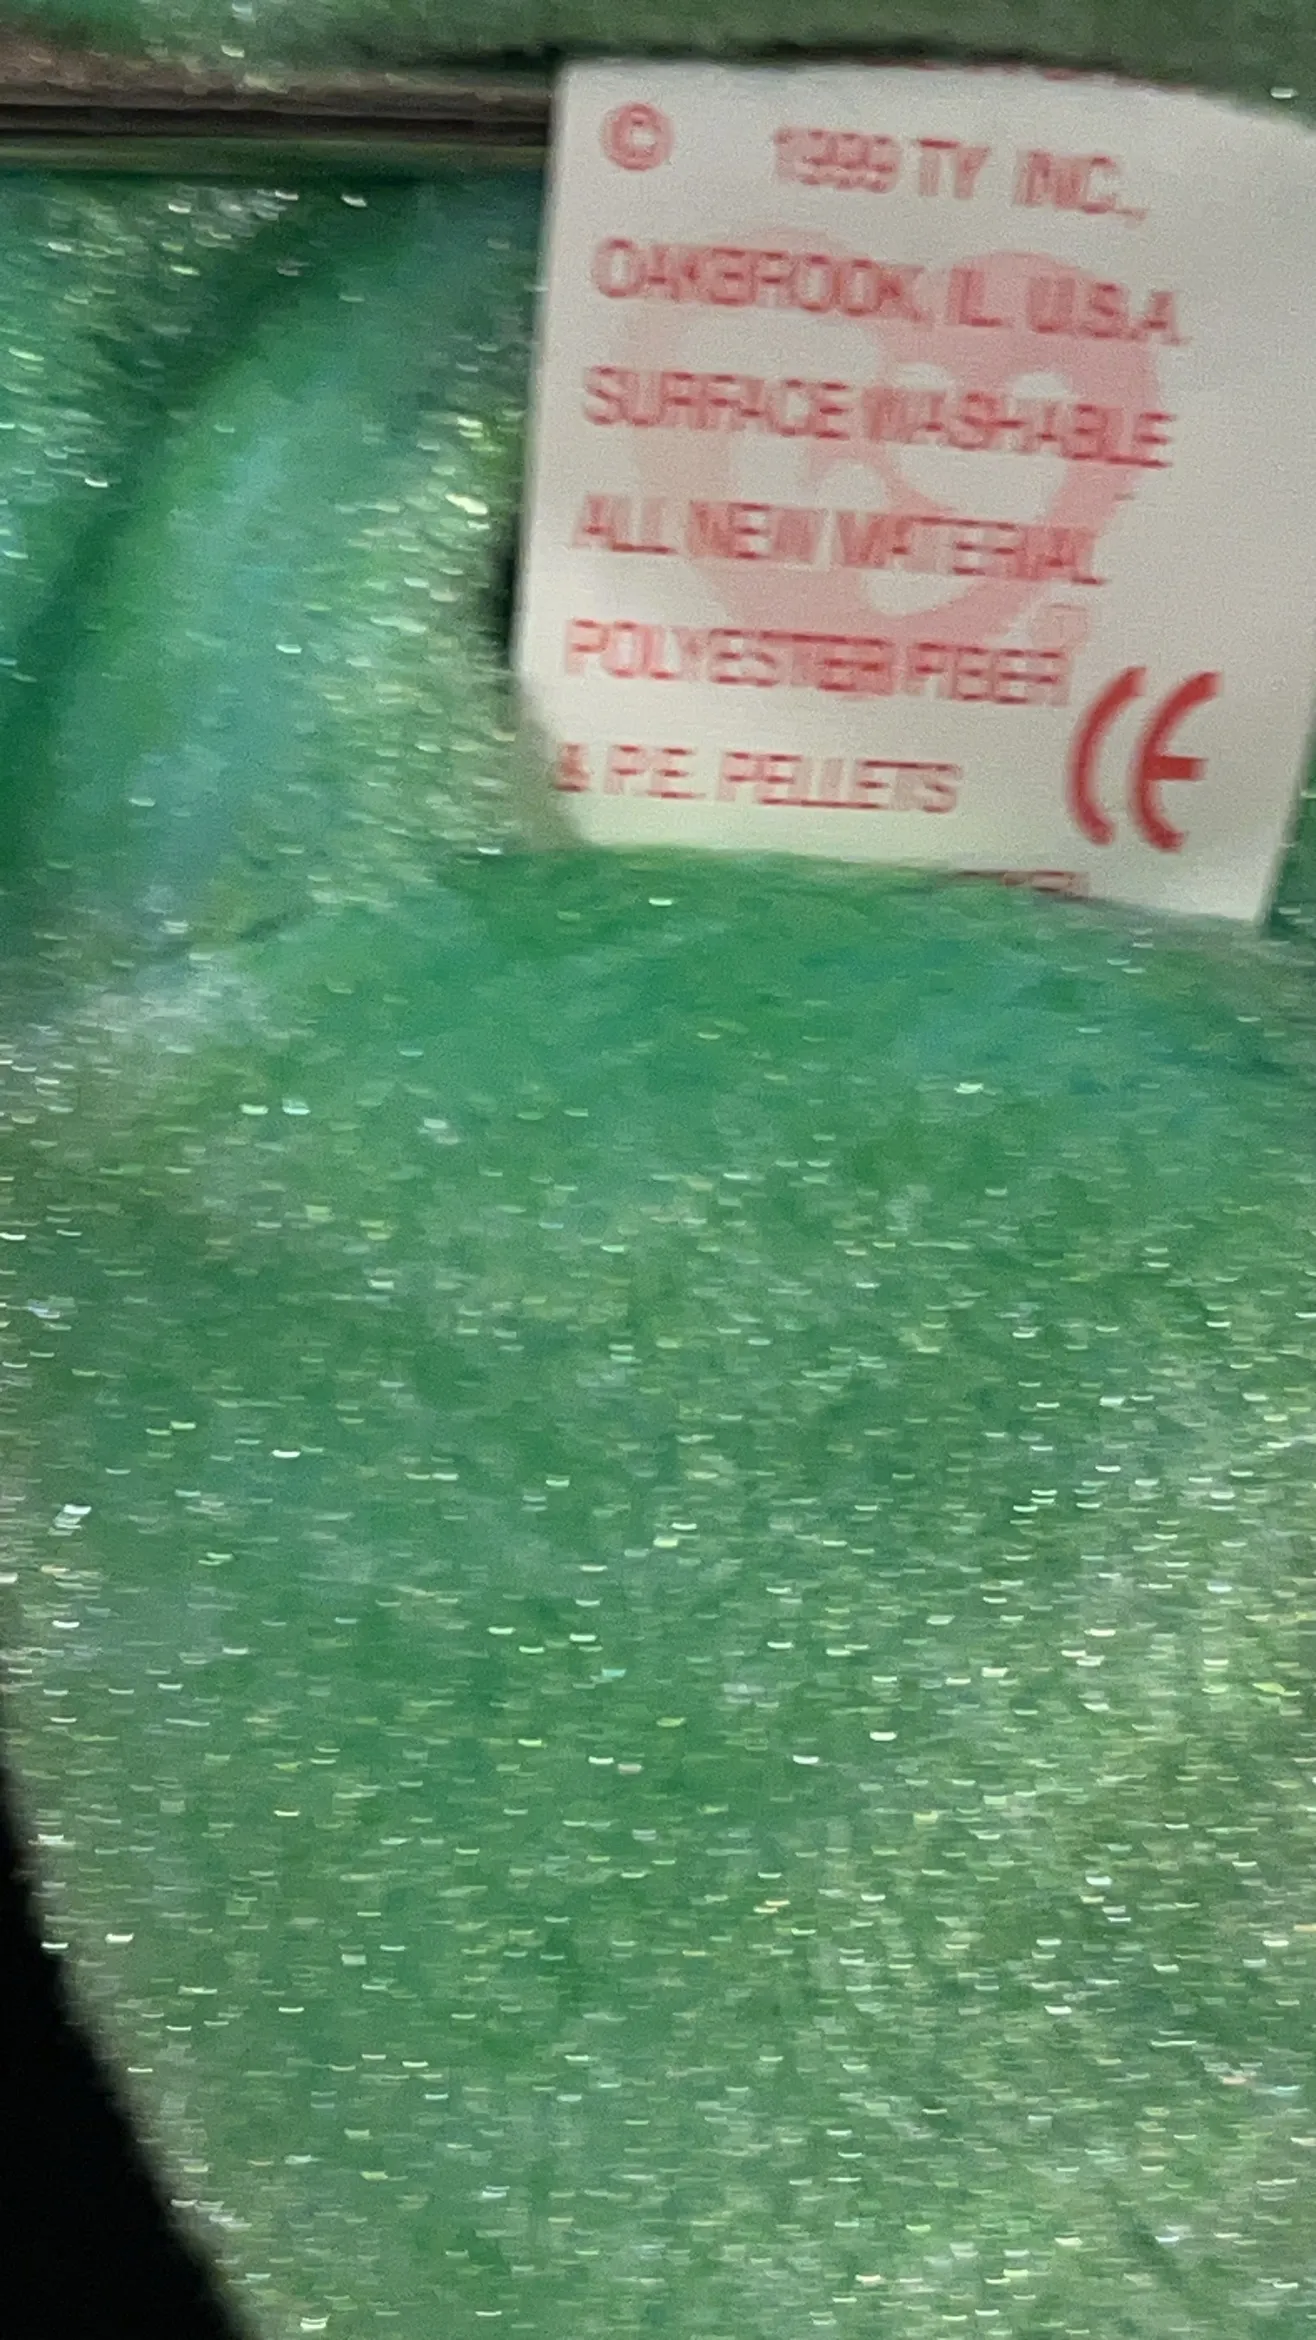 © 1999 TY INC.,
OAKBROOK, IL. U.S.A.
SURFACE WASHABLE
ALL NEW MATERIAL
POLYESTER FIBER
& P.E. PELLETS
CE